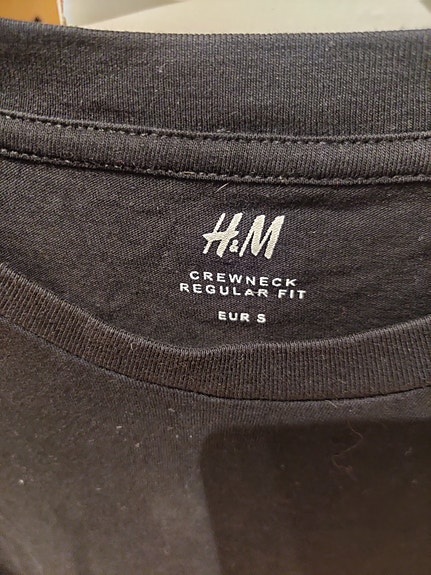 H&M
CREWNECK
REGULAR FIT
EUR S